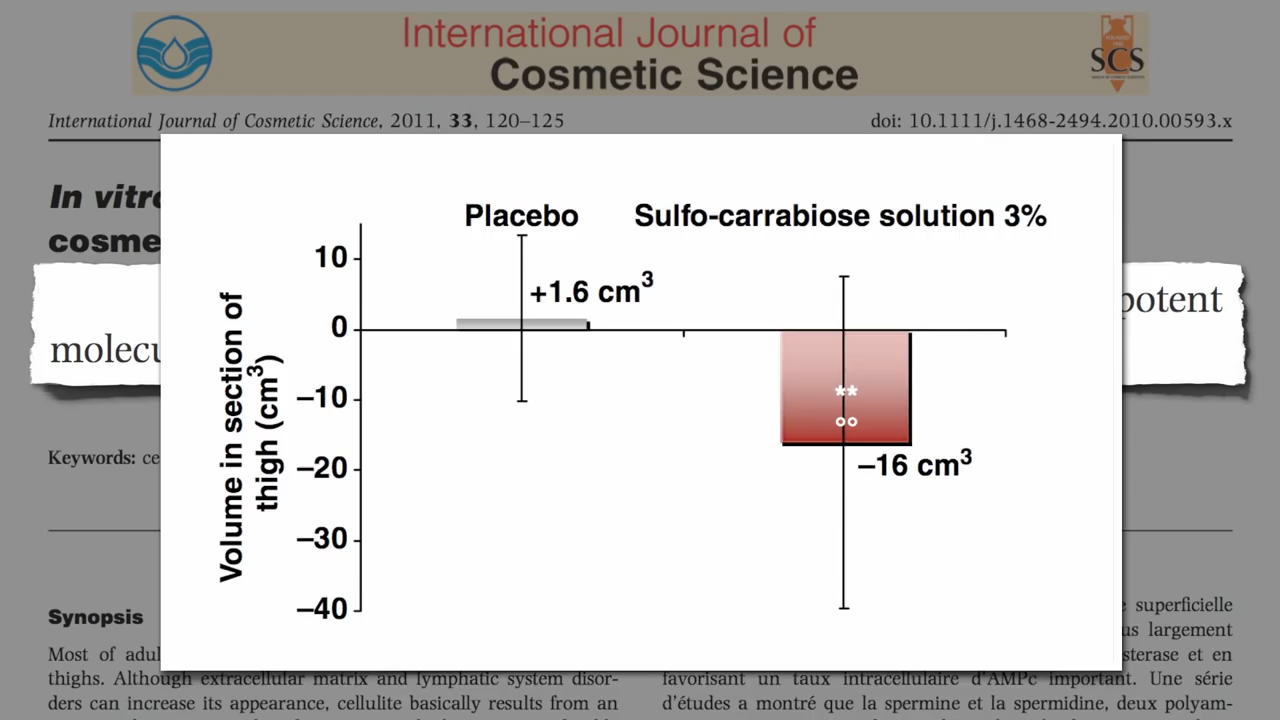 International Journal of
Cosmetic Science
SCS
International Journal of Cosmetic Science, 2011, 33, 120–125
doi: 10.1111/j.1468-2494.2010.00593.x
In vitro
cosme
potent
molecu
Placebo
Sulfo-carrabiose solution 3%
Volume in section of
thigh (cm³)
10
0
–10
–20
–30
–40
+1.6 cm³
**
°°
–16 cm³
Keywords: ce
Synopsis
Most of adul
thighs. Although extracellular matrix and lymphatic system disor-
ders can increase its appearance, cellulite basically results from an
superficielle
us largement
sterase et en
favorisant un taux intracellulaire d’AMPc important. Une série
d’études a montré que la spermine et la spermidine, deux polyam-